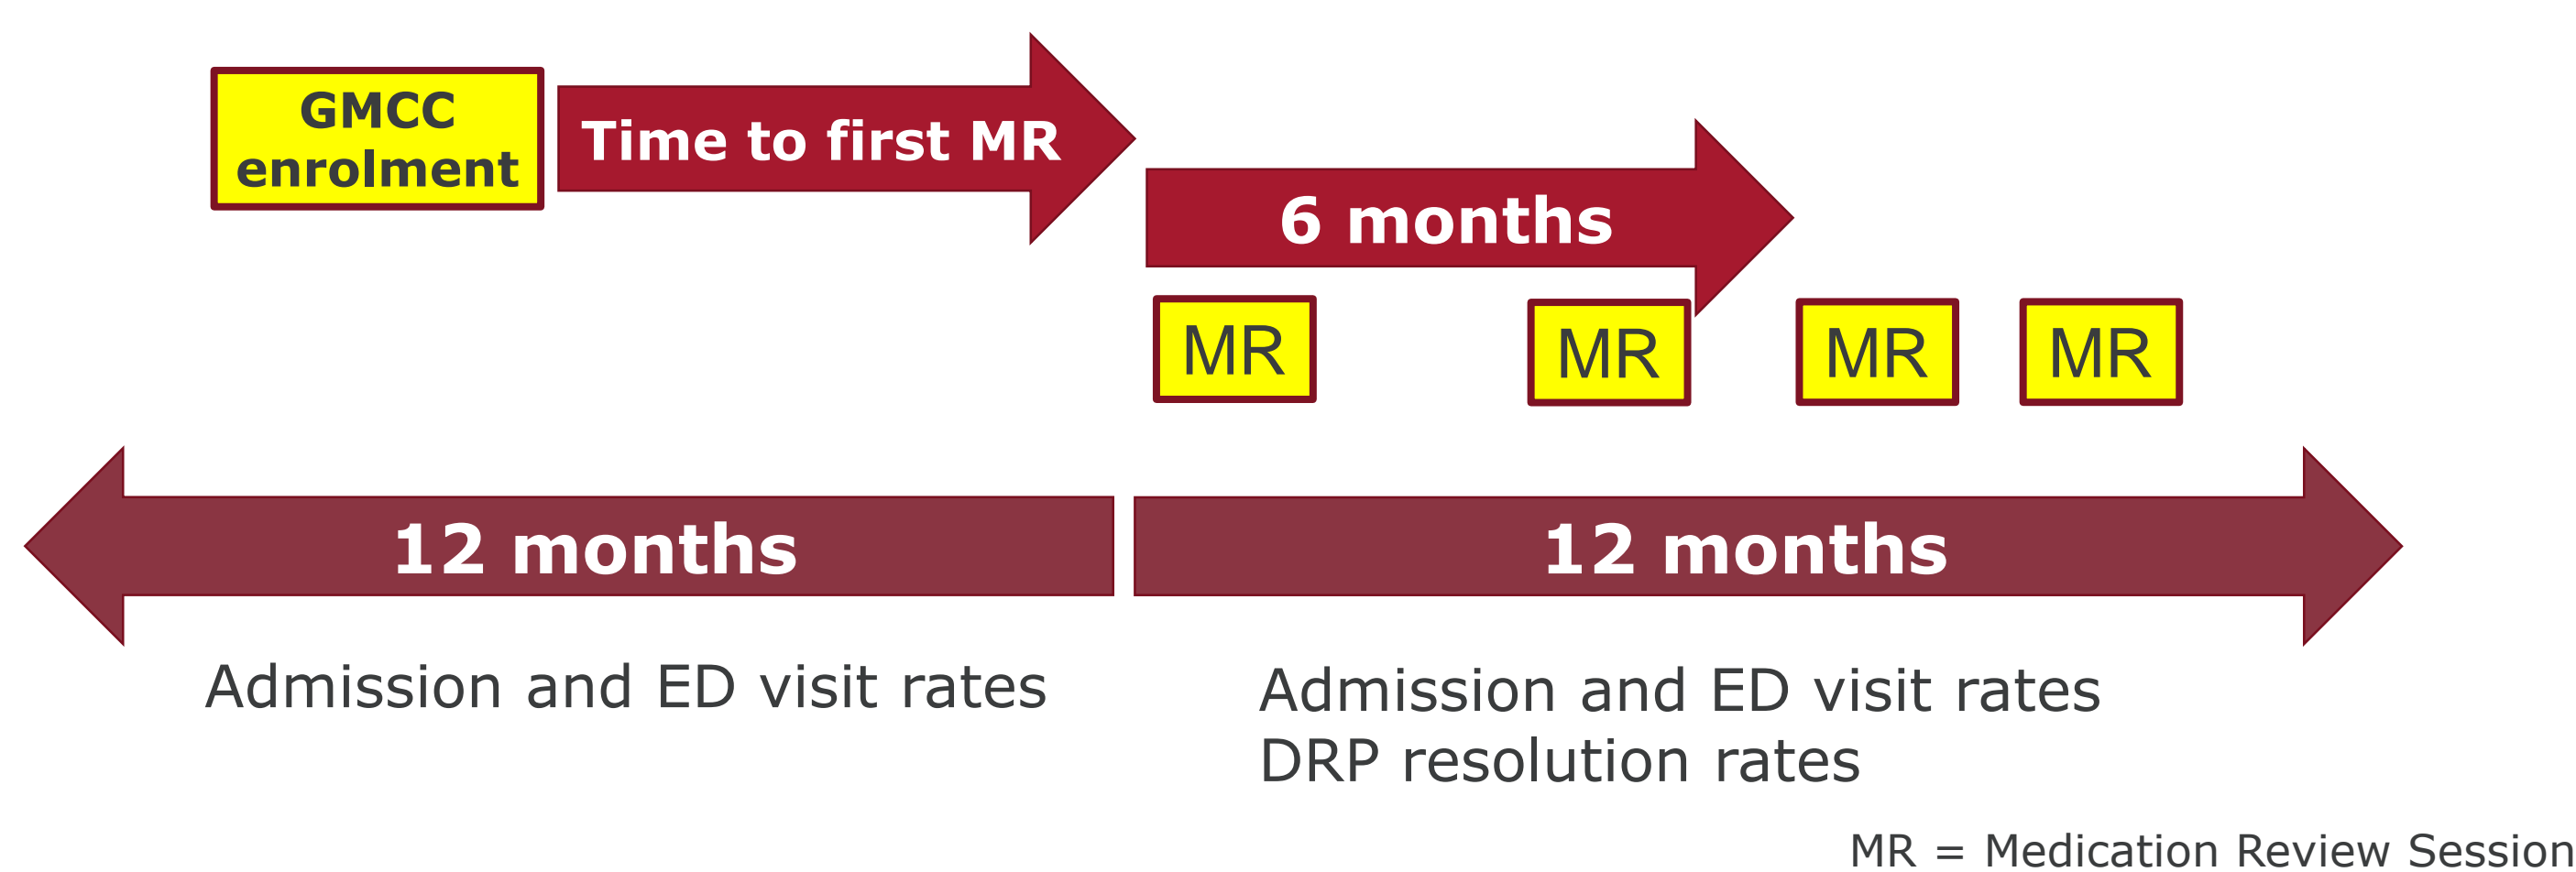 GMCC
enrolment
Time to first MR
6 months
MR
MR
MR
MR
12 months
12 months
Admission and ED visit rates
Admission and ED visit rates
DRP resolution rates
MR = Medication Review Session